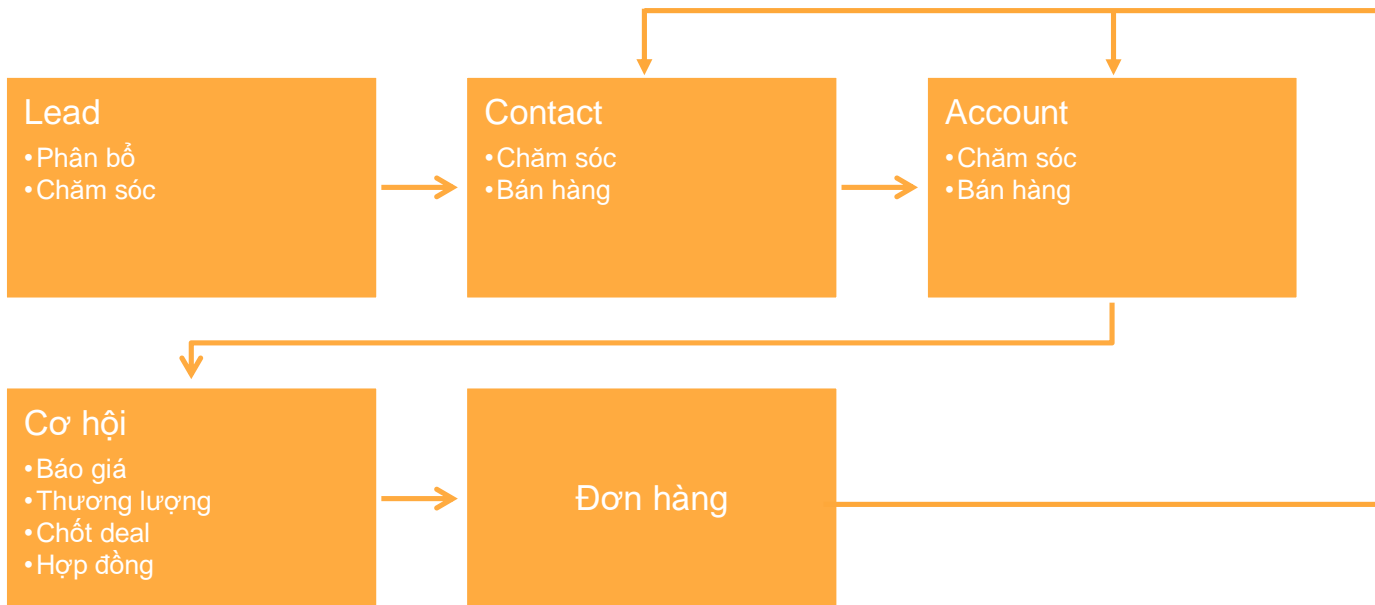 Lead
•Phân bổ
•Chăm sóc
Contact
•Chăm sóc
•Bán hàng
Account
•Chăm sóc
•Bán hàng
Cơ hội
•Báo giá
•Thương lượng
•Chốt deal
•Hợp đồng
Đơn hàng